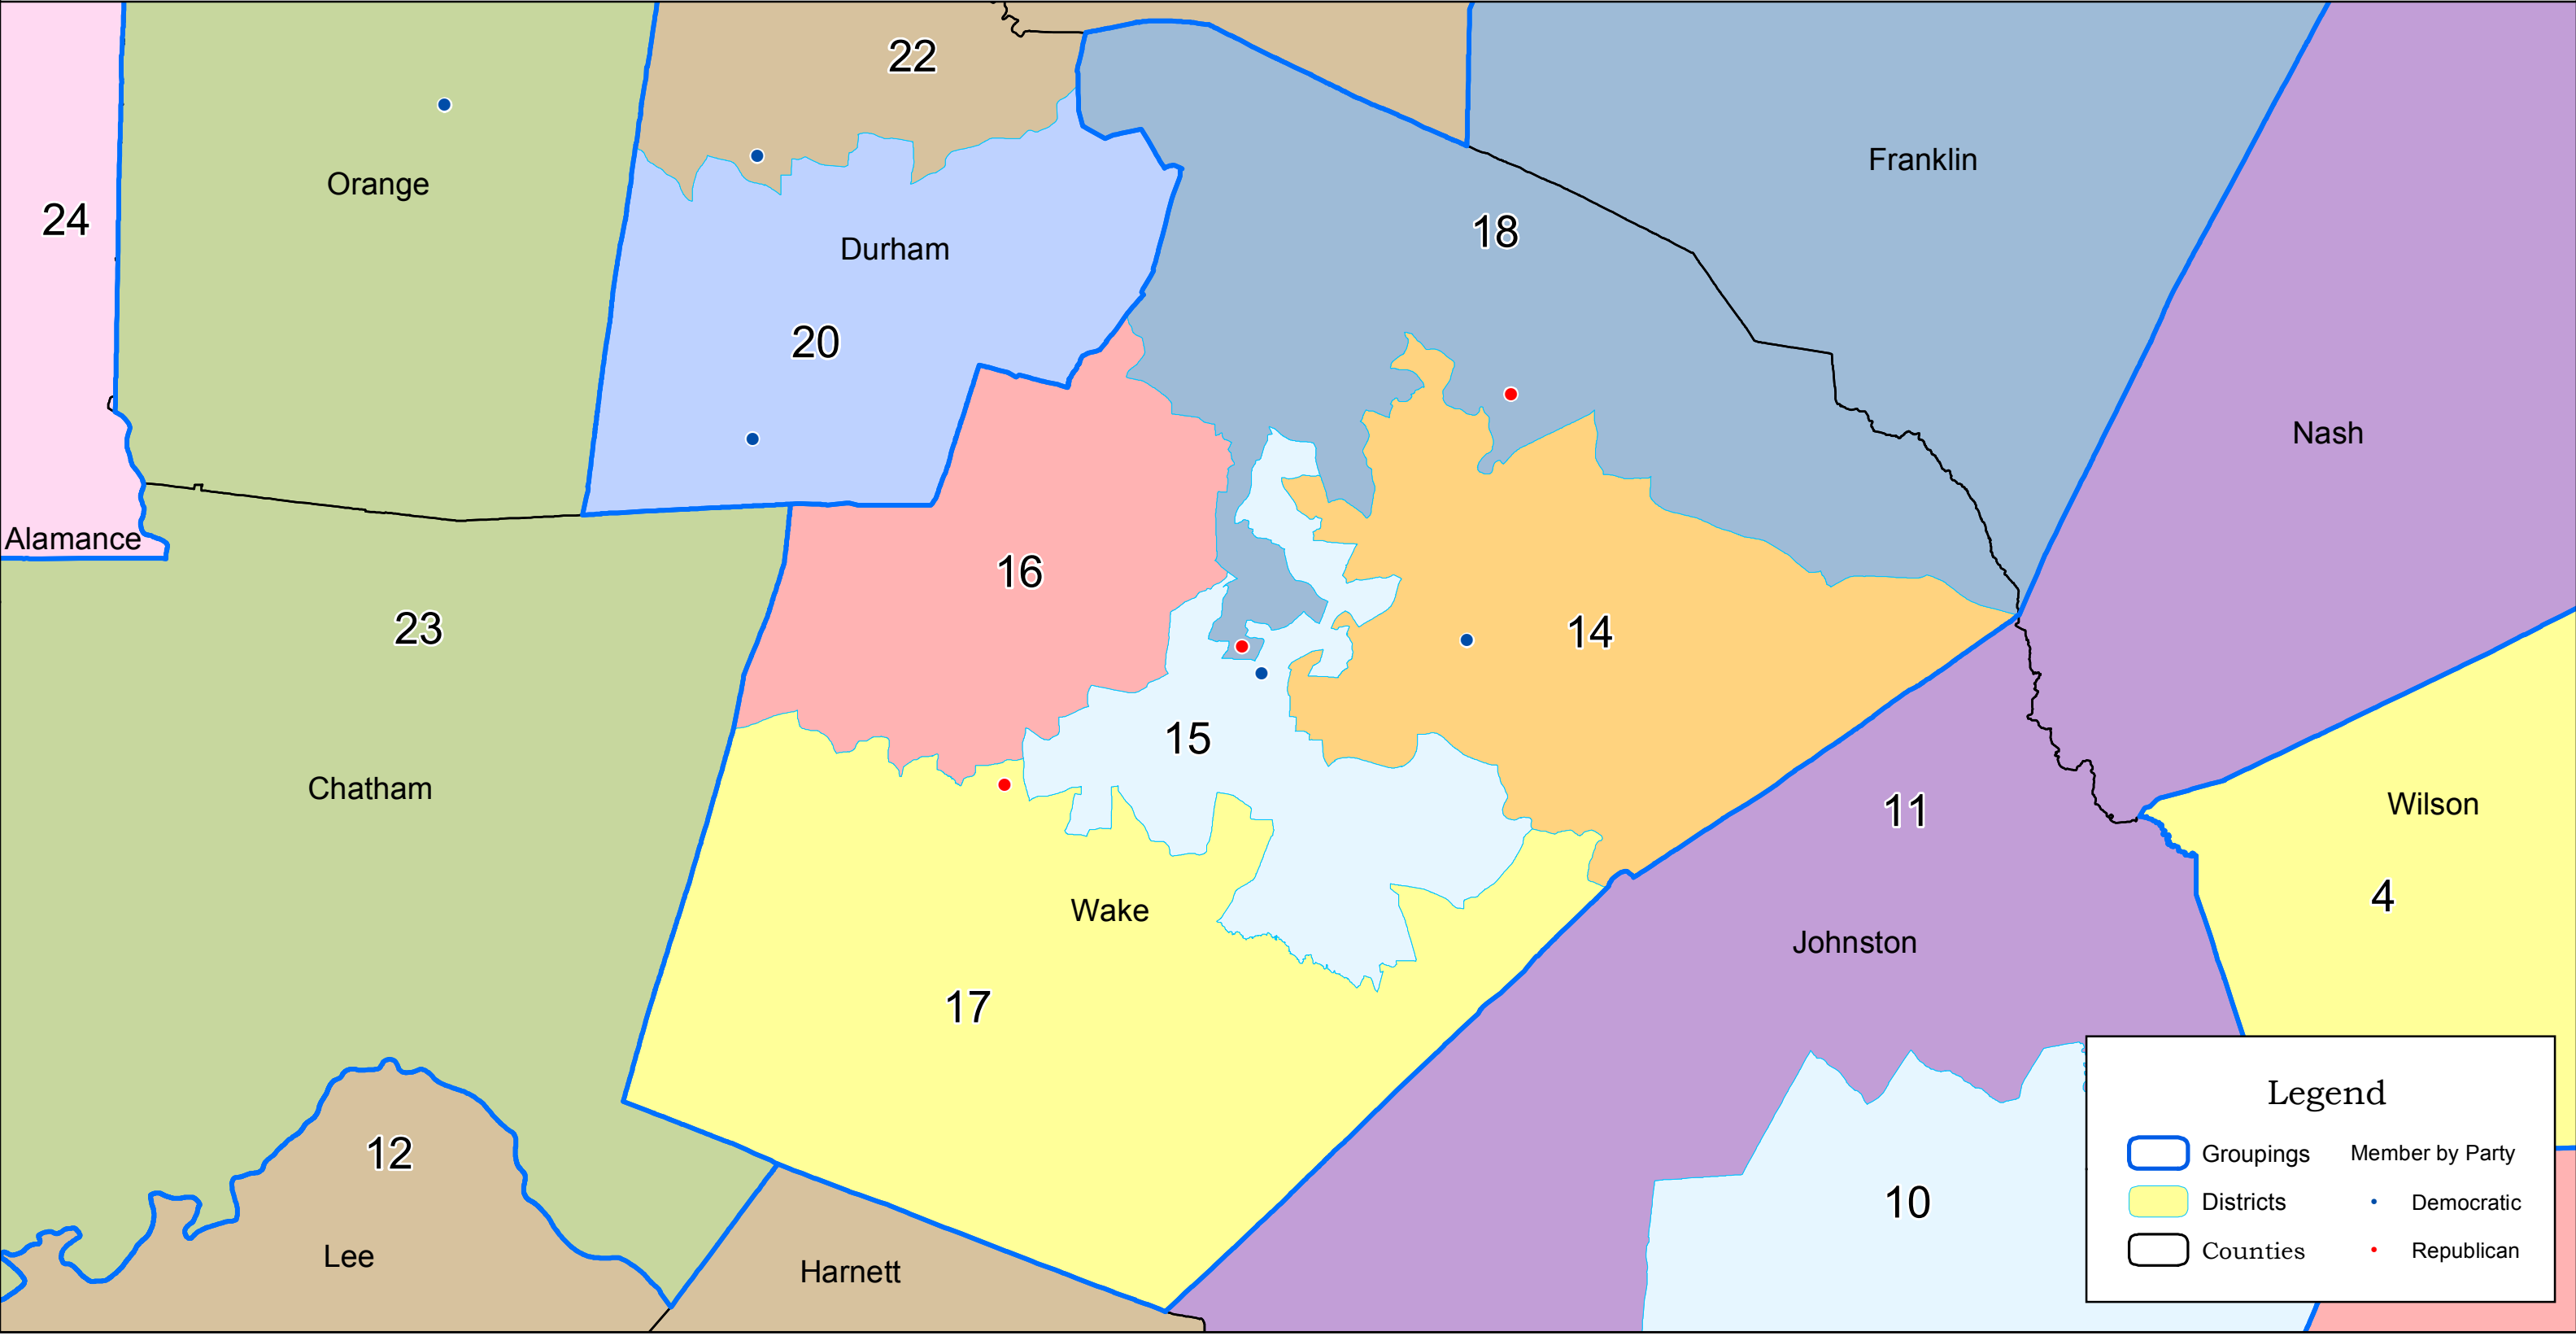 22
Orange
Franklin
24
18
Durham
20
Nash
Alamance
16
23
14
15
Chatham
11
Wilson
4
Wake
Johnston
17
12
10
Lee
Harnett
Legend
Groupings
Member by Party
Districts
Democratic
Counties
Republican